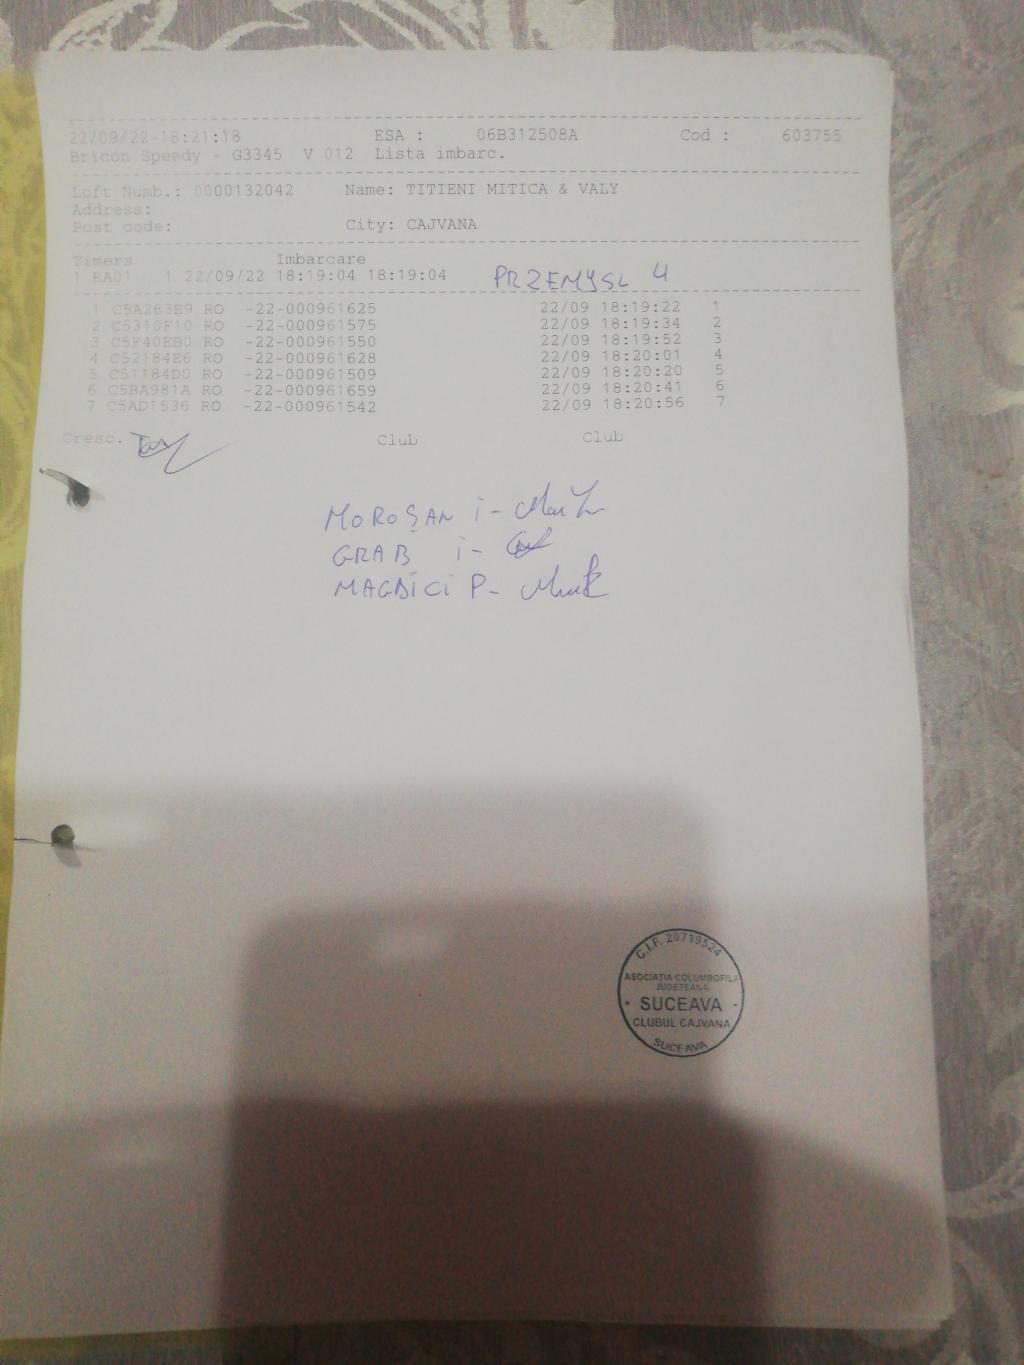 22/09/22-18:21:18 ESA : 06B312508A Cod : 603755
Bricon Speedy - G3345 V 012 Lista imbarc.
Loft Numb.: 0000132042 Name: TITIENI MITICA & VALY
Address:
Post code: City: CAJVANA
Timers Imbarcare
1 RA01 1 22/09/22 18:19:04 18:19:04 PRZEMYSL 4
1 C5A263E9 RO -22-000961625 22/09 18:19:22 1
2 C5310F10 RO -22-000961575 22/09 18:19:34 2
3 C5F40EB0 RO -22-000961550 22/09 18:19:52 3
4 C52184E6 RO -22-000961628 22/09 18:20:01 4
5 C51184D0 RO -22-000961509 22/09 18:20:20 5
6 C5BA981A RO -22-000961659 22/09 18:20:41 6
7 C5AD1536 RO -22-000961542 22/09 18:20:56 7
Cresc. Club Club
MOROȘAN i -
GRAB i -
MAGDICI P -
C.I.F. 20719524
ASOCIATIA COLUMBOFILA
JUDETEANA
SUCEAVA
CLUBUL CAJVANA
SUCEAVA